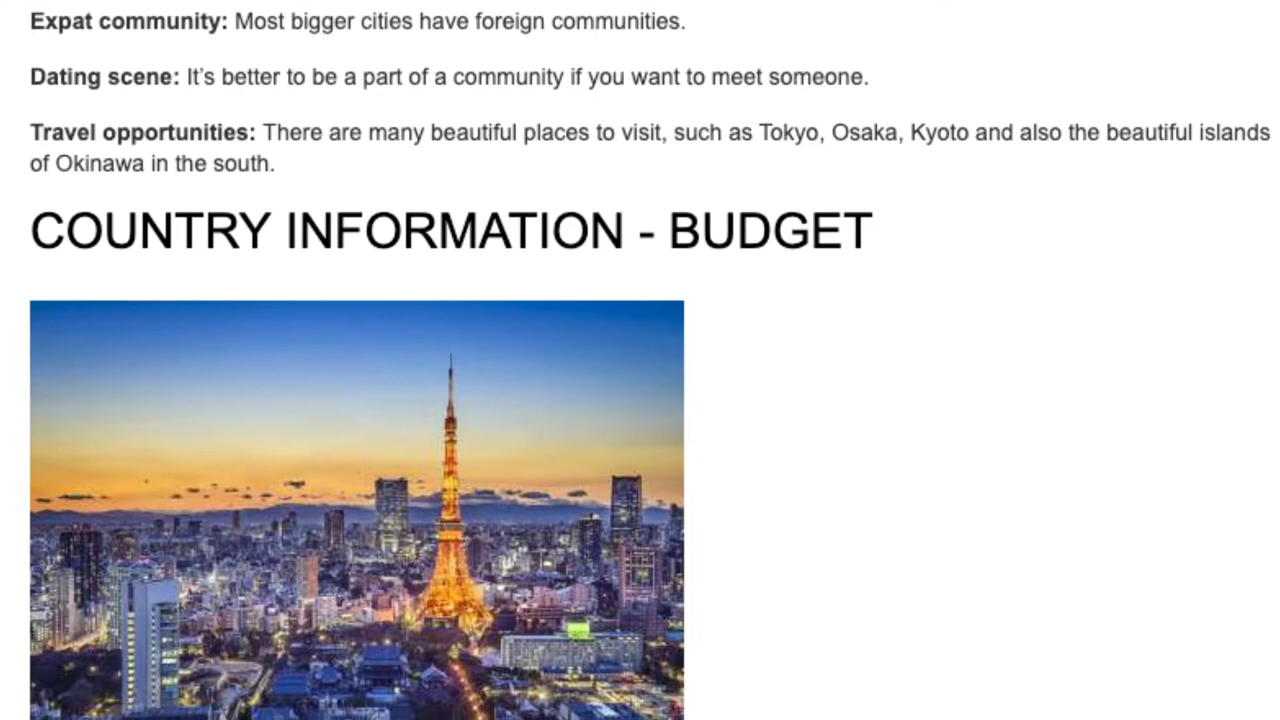 Expat community: Most bigger cities have foreign communities.
Dating scene: It’s better to be a part of a community if you want to meet someone.
Travel opportunities: There are many beautiful places to visit, such as Tokyo, Osaka, Kyoto and also the beautiful islands
of Okinawa in the south.
COUNTRY INFORMATION - BUDGET